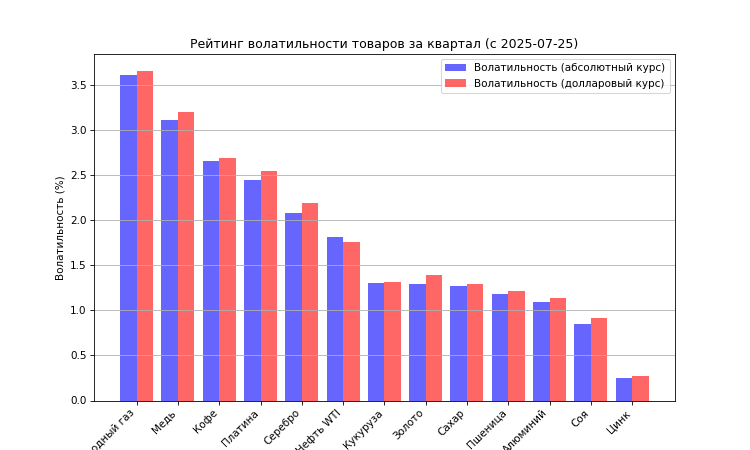 Рейтинг волатильности товаров за квартал (с 2025-07-25)
Волатильность (абсолютный курс)
Волатильность (долларовый курс)
Волатильность (%)
3.5
3.0
2.5
2.0
1.5
1.0
0.5
0.0
одный газ
Медь
Кофе
Платина
Серебро
Нефть WTI
Кукуруза
Золото
Сахар
Пшеница
Алюминий
Соя
Цинк